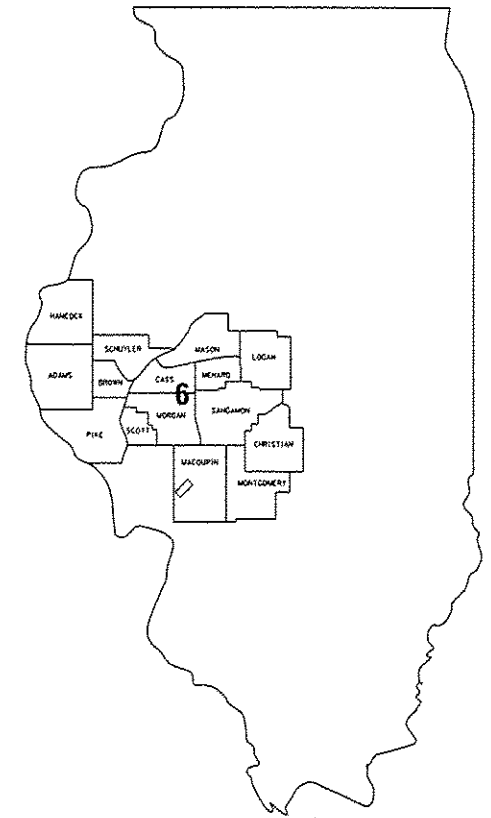 HANCOCK
SCHUYLER
MASON
LOGAN
ADAMS
BROWN
CASS
MENARD
6
PIKE
SCOTT
MORGAN
SANGAMON
CHRISTIAN
MACOUPIN
MONTGOMERY